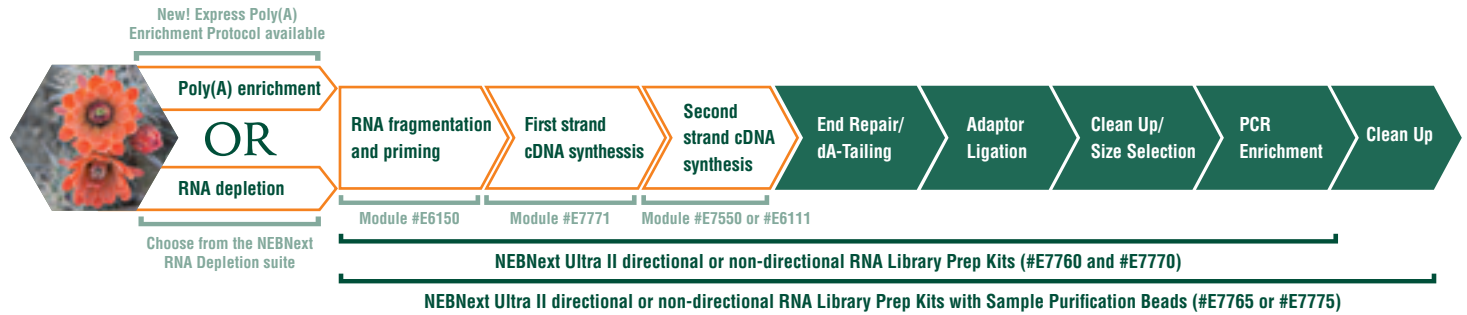 New! Express Poly(A)
Enrichment Protocol available
Poly(A) enrichment
OR
RNA depletion
Choose from the NEBNext
RNA Depletion suite
RNA fragmentation
and priming
First strand
cDNA synthessis
Second
strand cDNA
synthesis
End Repair/
dA-Tailing
Adaptor
Ligation
Clean Up/
Size Selection
PCR
Enrichment
Clean Up
Module #E6150
Module #E7771
Module #E7550 or #E6111
NEBNext Ultra II directional or non-directional RNA Library Prep Kits (#E7760 and #E7770)
NEBNext Ultra II directional or non-directional RNA Library Prep Kits with Sample Purification Beads (#E7765 or #E7775)